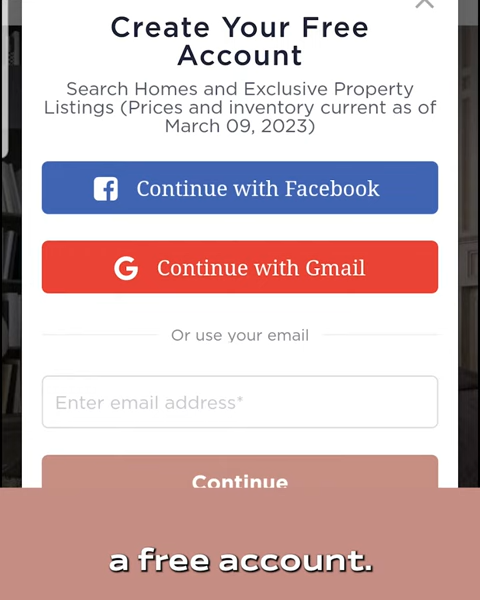 Create Your Free
Account
Search Homes and Exclusive Property
Listings (Prices and inventory current as of
March 09, 2023)
Continue with Facebook
G Continue with Gmail
Or use your email
Enter email address*
Continue
a free account.